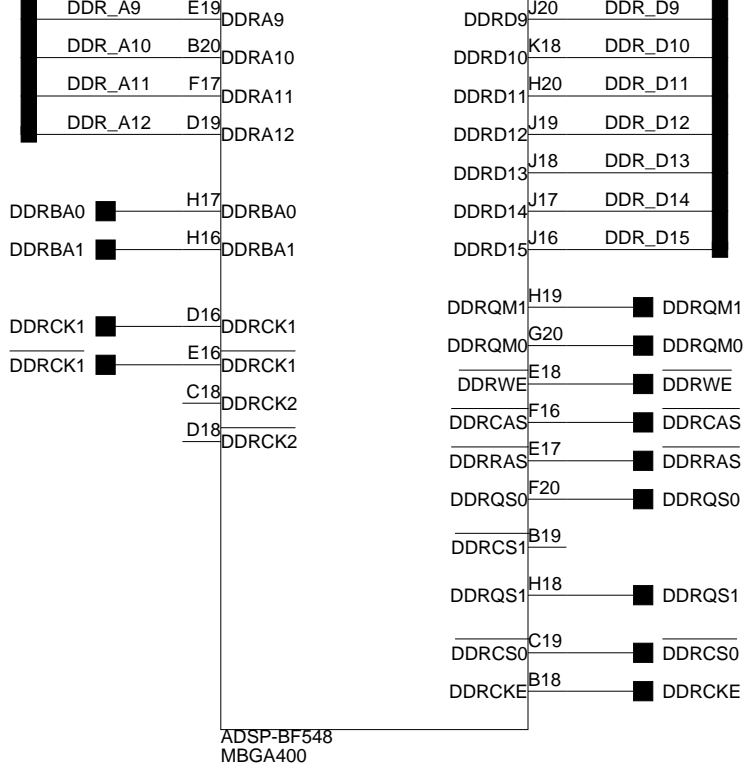 DDR_A9 E19 DDRA9 DDRD9 J20 DDR_D9
DDR_A10 B20 DDRA10 DDRD10 K18 DDR_D10
DDR_A11 F17 DDRA11 DDRD11 H20 DDR_D11
DDR_A12 D19 DDRA12 DDRD12 J19 DDR_D12
DDRD13 J18 DDR_D13
DDRBA0 H17 DDRBA0 DDRD14 J17 DDR_D14
DDRBA1 H16 DDRBA1 DDRD15 J16 DDR_D15
DDRQM1 H19 DDRQM1
DDRCK1 D16 DDRCK1 DDRQM0 G20 DDRQM0
DDRCK1 E16 DDRCK1 DDRWE E18 DDRWE
C18 DDRCK2 DDRCAS F16 DDRCAS
D18 DDRCK2 DDRRAS E17 DDRRAS
DDRQS0 F20 DDRQS0
DDRCS1 B19
DDRQS1 H18 DDRQS1
DDRCS0 C19 DDRCS0
DDRCKE B18 DDRCKE
ADSP-BF548
MBGA400